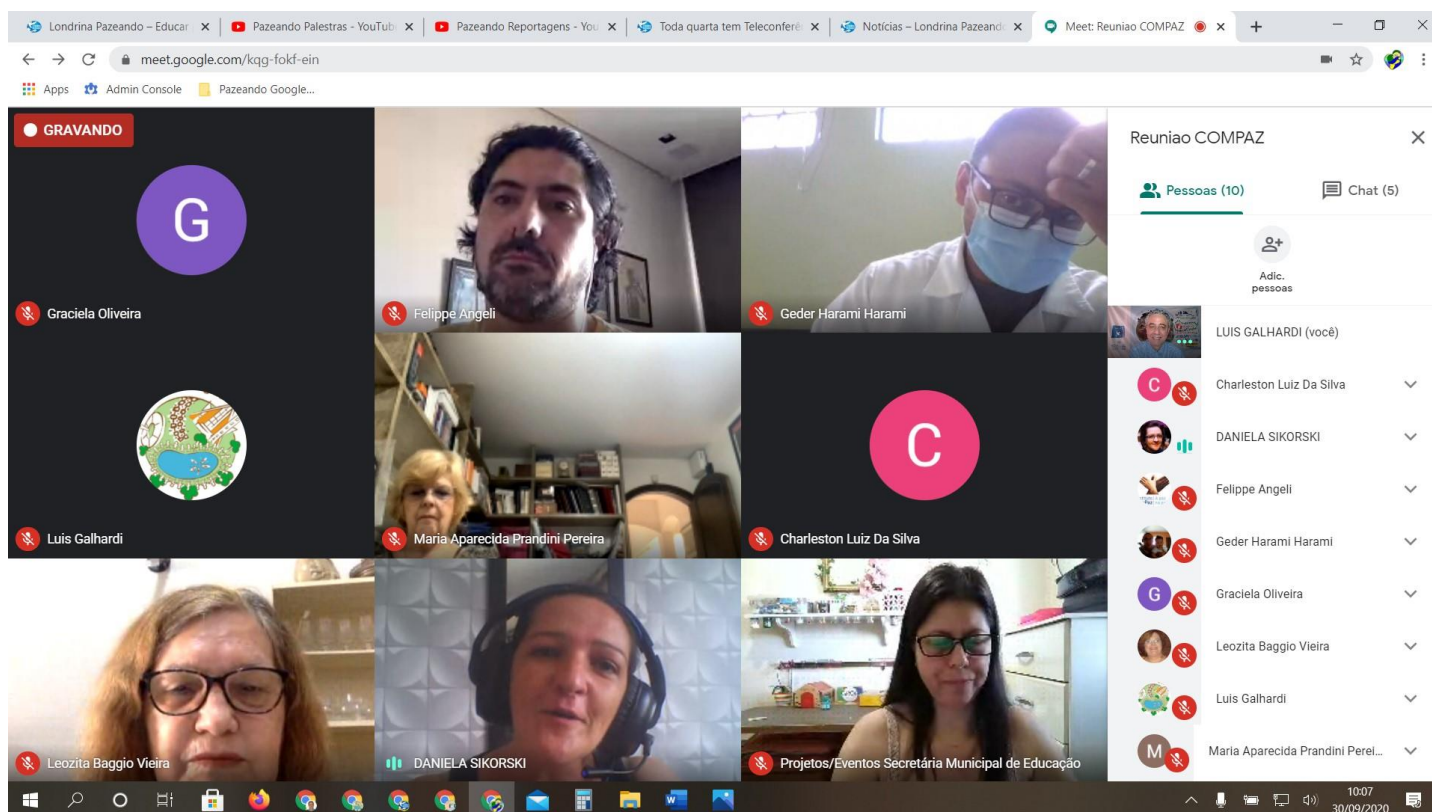 Londrina Pazeando – Educar
Pazeando Palestras - YouTub
Pazeando Reportagens - You
Toda quarta tem Teleconferê
Notícias – Londrina Pazeando
Meet: Reuniao COMPAZ
meet.google.com/kqg-fokf-ein
Apps
Admin Console
Pazeando Google...
GRAVANDO
G
Graciela Oliveira
Felippe Angeli
Geder Harami Harami
Luis Galhardi
Maria Aparecida Prandini Pereira
C
Charleston Luiz Da Silva
Leozita Baggio Vieira
DANIELA SIKORSKI
Projetos/Eventos Secretária Municipal de Educação
Reuniao COMPAZ
Pessoas (10)
Chat (5)
Adic.
pessoas
LUIS GALHARDI (você)
C
Charleston Luiz Da Silva
DANIELA SIKORSKI
Felippe Angeli
Geder Harami Harami
G
Graciela Oliveira
Leozita Baggio Vieira
Luis Galhardi
M
Maria Aparecida Prandini Perei...
10:07
30/09/2020